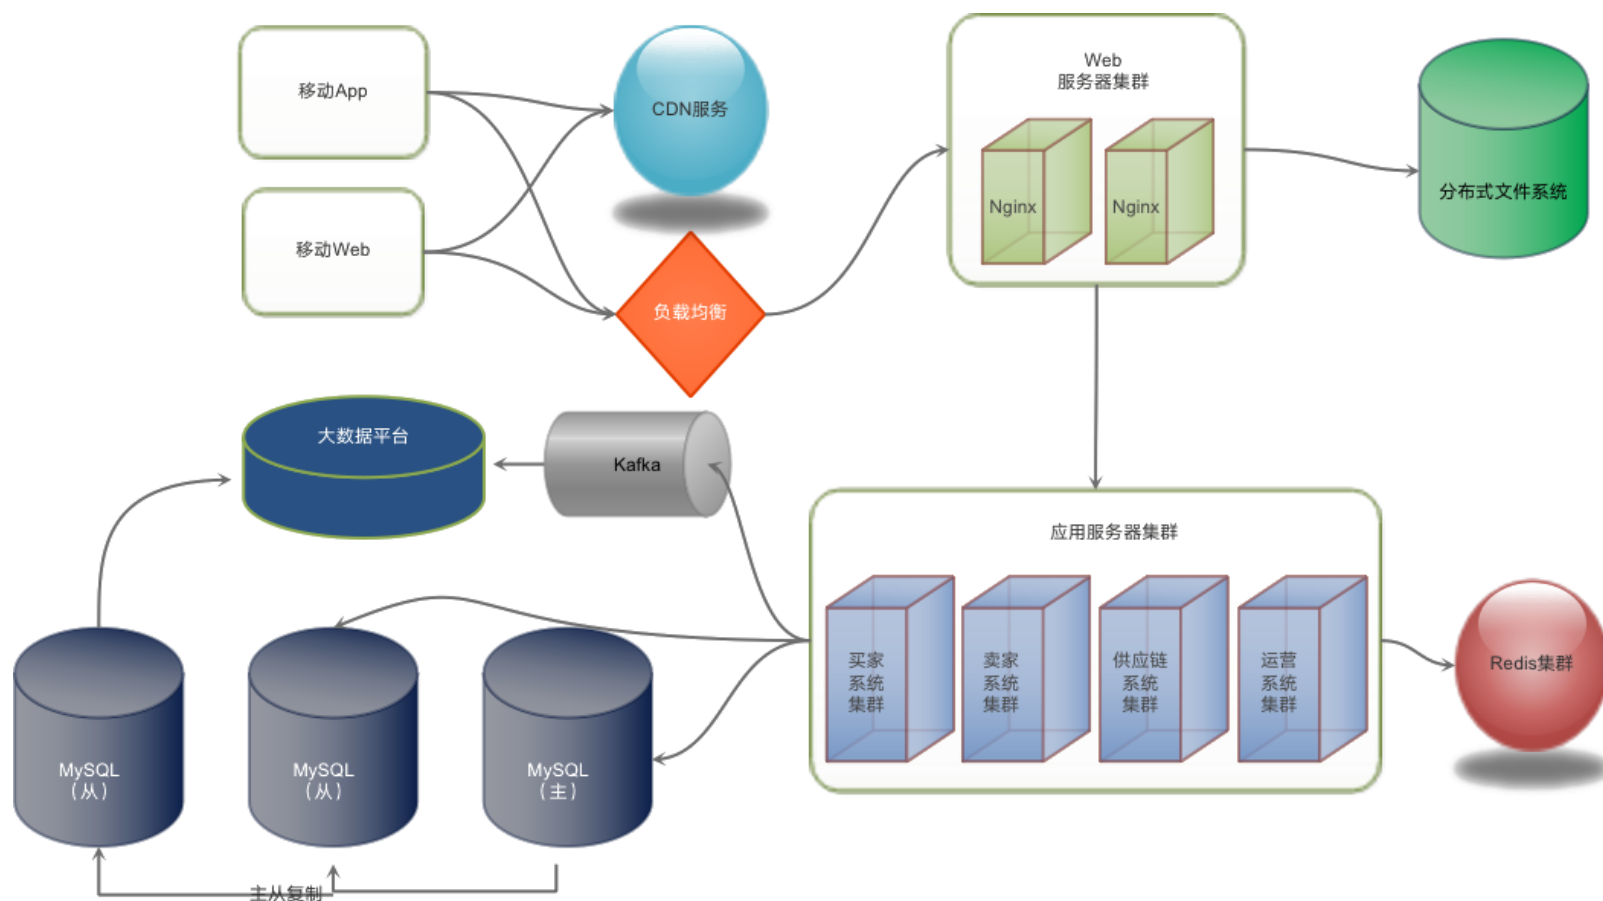 移动App
CDN服务
Web
服务器集群
Nginx
Nginx
分布式文件系统
移动Web
负载均衡
大数据平台
Kafka
应用服务器集群
买家
系统
集群
卖家
系统
集群
供应链
系统
集群
运营
系统
集群
Redis集群
MySQL
（从）
MySQL
（从）
MySQL
（主）
主从复制